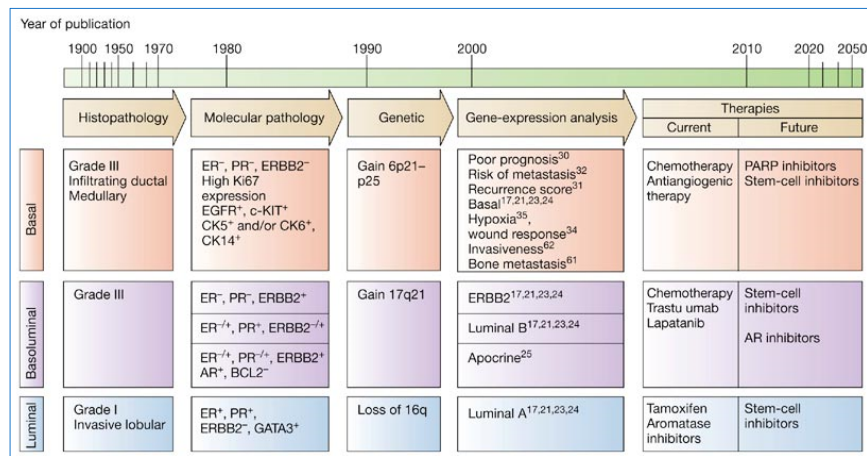 Year of publication
1900 1950 1970 1980 1990 2000 2010 2020 2050
Histopathology
Molecular pathology
Genetic
Gene-expression analysis
Therapies
Current
Future
Basal
Grade III
Infiltrating ductal
Medullary
ER⁻, PR⁻, ERBB2⁻
High Ki67
expression
EGFR⁺, c-KIT⁺
CK5⁺ and/or CK6⁺,
CK14⁺
Gain 6p21–
p25
Poor prognosis³⁰
Risk of metastasis³²
Recurrence score³¹
Basal¹⁷,²¹,²³,²⁴
Hypoxia³⁵,
wound response³⁴
Invasiveness⁶²
Bone metastasis⁶¹
Chemotherapy
Antiangiogenic
therapy
PARP inhibitors
Stem-cell inhibitors
Basoluminal
Grade III
ER⁻, PR⁻, ERBB2⁺
ER⁻/⁺, PR⁺, ERBB2⁻/⁺
ER⁻/⁺, PR⁻/⁺, ERBB2⁺
AR⁺, BCL2⁻
Gain 17q21
ERBB2¹⁷,²¹,²³,²⁴
Luminal B¹⁷,²¹,²³,²⁴
Apocrine²⁵
Chemotherapy
Trastu umab
Lapatanib
Stem-cell
inhibitors
AR inhibitors
Luminal
Grade I
Invasive lobular
ER⁺, PR⁺,
ERBB2⁻, GATA3⁺
Loss of 16q
Luminal A¹⁷,²¹,²³,²⁴
Tamoxifen
Aromatase
inhibitors
Stem-cell
inhibitors